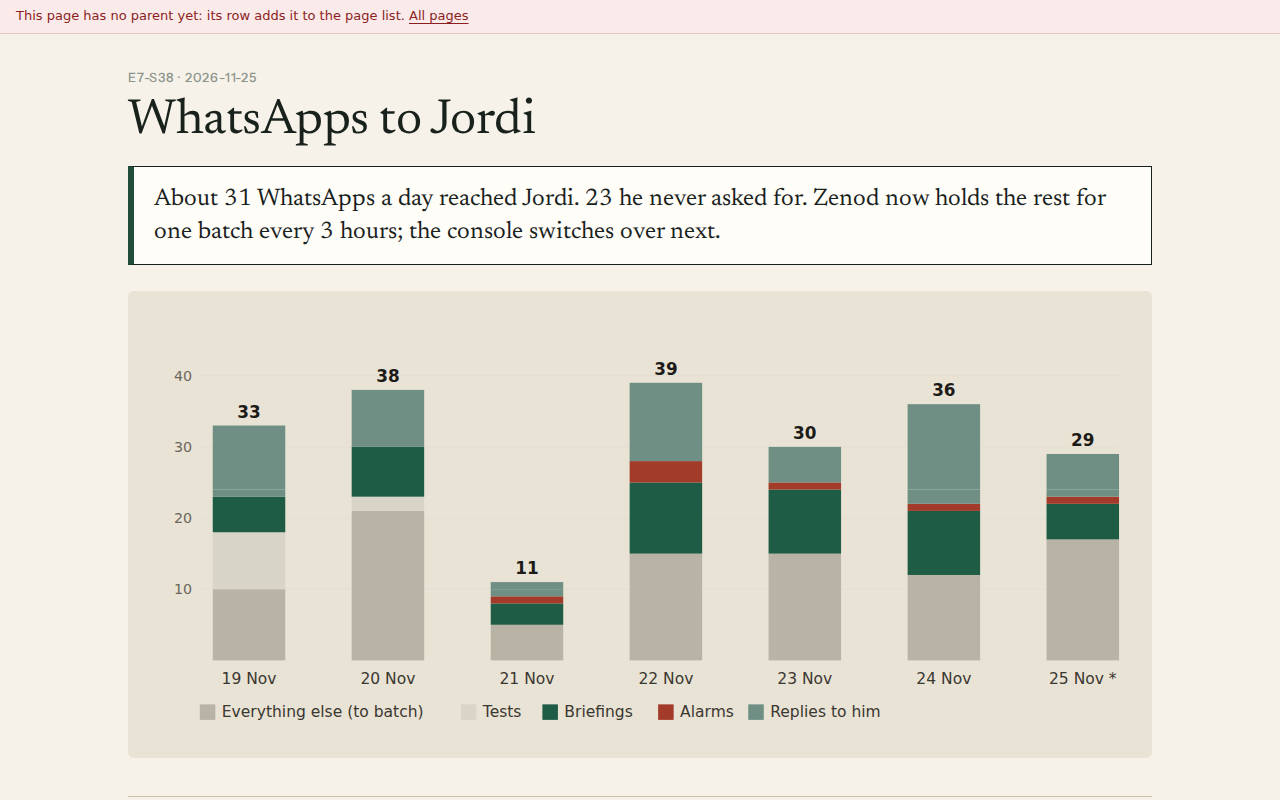 This page has no parent yet: its row adds it to the page list. All pages
E7-S38 · 2026-11-25
WhatsApps to Jordi
About 31 WhatsApps a day reached Jordi. 23 he never asked for. Zenod now holds the rest for
one batch every 3 hours; the console switches over next.
40
30
20
10
33
38
11
39
30
36
29
19 Nov
20 Nov
21 Nov
22 Nov
23 Nov
24 Nov
25 Nov *
Everything else (to batch)
Tests
Briefings
Alarms
Replies to him